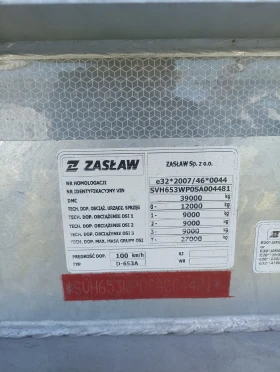 ZASŁAW
ZASŁAW Sp. z o.o.
NR HOMOLOGACJI e32*2007/46*0044
NR IDENTYFIKACYJNY VIN SVH653WP0SA004481
DMC 39000 kg
TECH. DOP. OBCIĄŻ. URZĄDZ. SPRZĘG 0- 12000 kg
TECH. DOP. OBCIĄŻENIE OSI 1 1- 9000 kg
TECH. DOP. OBCIĄŻENIE OSI 2 2- 9000 kg
TECH. DOP. OBCIĄŻENIE OSI 3 3- 9000 kg
TECH. DOP. MAX. MASA GRUPY OSI T- 27000 kg
PRĘDKOŚĆ DOP. 100 km/h
TYP D-653A